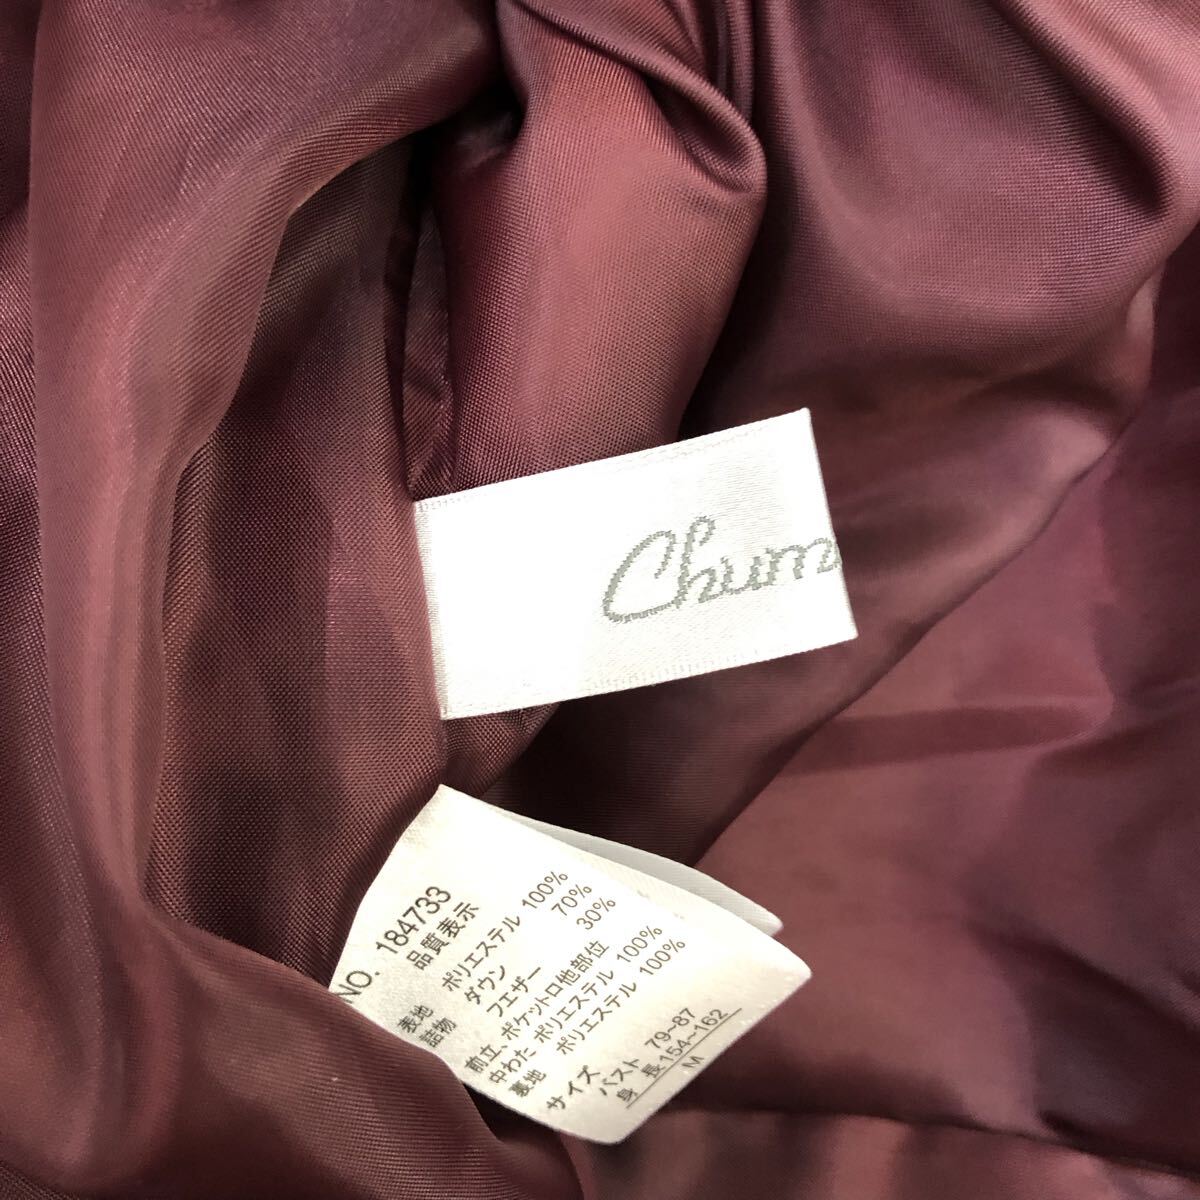 Chum
NO. 184733
品質表示
表地 ポリエステル 100%
詰物 ダウン 70%
フエザー 30%
前立、ポケット口他部位
中わた ポリエステル 100%
裏地 ポリエステル 100%
サイズ
バスト 79~87
身長 154~162
M